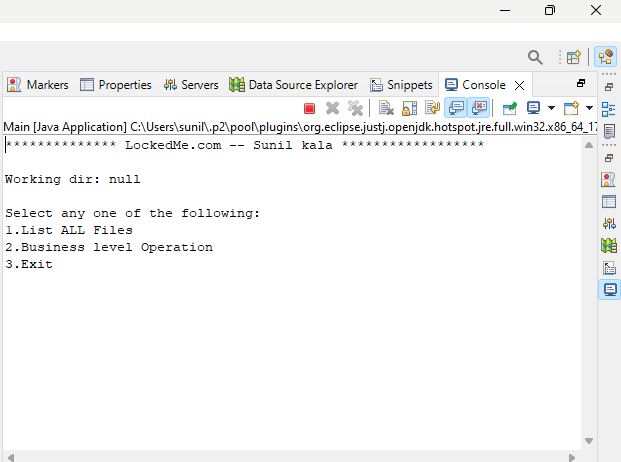 Markers Properties Servers Data Source Explorer Snippets Console
Main [Java Application] C:\Users\sunil\.p2\pool\plugins\org.eclipse.justj.openjdk.hotspot.jre.full.win32.x86_64_17
************** LockedMe.com -- Sunil kala ******************
Working dir: null
Select any one of the following:
1.List ALL Files
2.Business level Operation
3.Exit